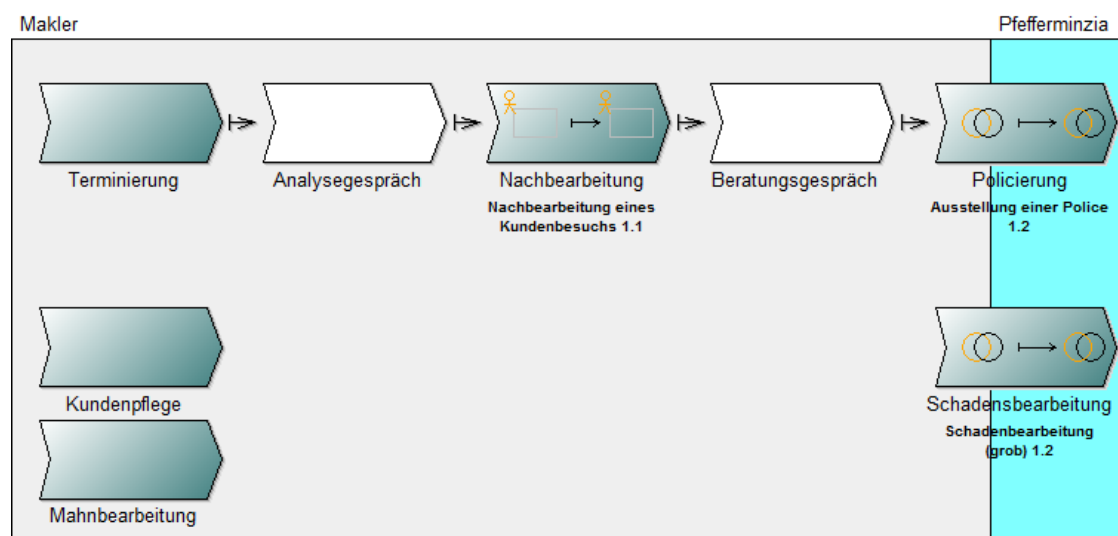 Makler
Pfefferminzia
Terminierung
Analysegespräch
Nachbearbeitung
Beratungsgespräch
Policierung
Nachbearbeitung eines
Kundenbesuchs 1.1
Ausstellung einer Police
1.2
Kundenpflege
Schadensbearbeitung
Schadenbearbeitung
(grob) 1.2
Mahnbearbeitung